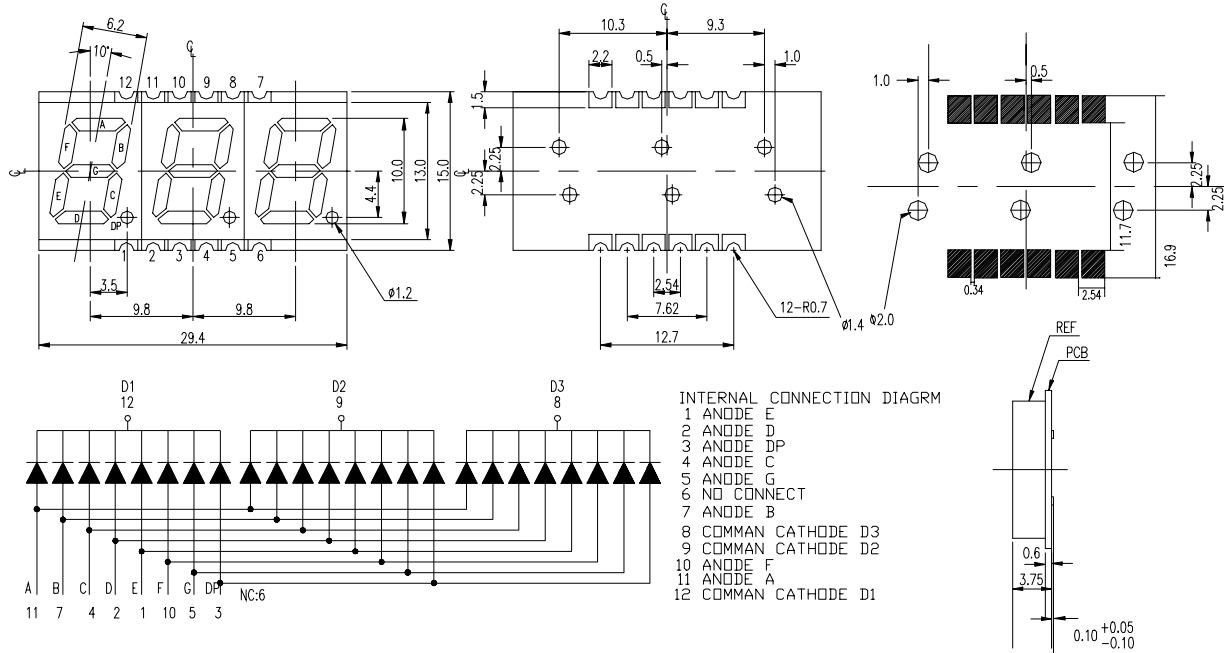 6.2
10°
℄
12 11 10 9 8 7
A
F B
G
E C
D DP
℄
1 2 3 4 5 6
4.4
10.0
13.0
15.0
3.5
9.8 9.8
29.4
ø1.2
℄
10.3 9.3
2.2 0.5 1.0
1.5
2.25
2.25
℄
2.54
7.62
12.7
12-R0.7
ø1.4
1.0 0.5
2.25
2.25
ø2.0
11.7
16.9
0.34 2.54
REF
PCB
0.6
3.75
0.10 +0.05
-0.10
D1 D2 D3
12 9 8
A B C D E F G DP
11 7 4 2 1 10 5 3
NC:6
INTERNAL CONNECTION DIAGRM
1 ANODE E
2 ANODE D
3 ANODE DP
4 ANODE C
5 ANODE G
6 NO CONNECT
7 ANODE B
8 COMMAN CATHODE D3
9 COMMAN CATHODE D2
10 ANODE F
11 ANODE A
12 COMMAN CATHODE D1